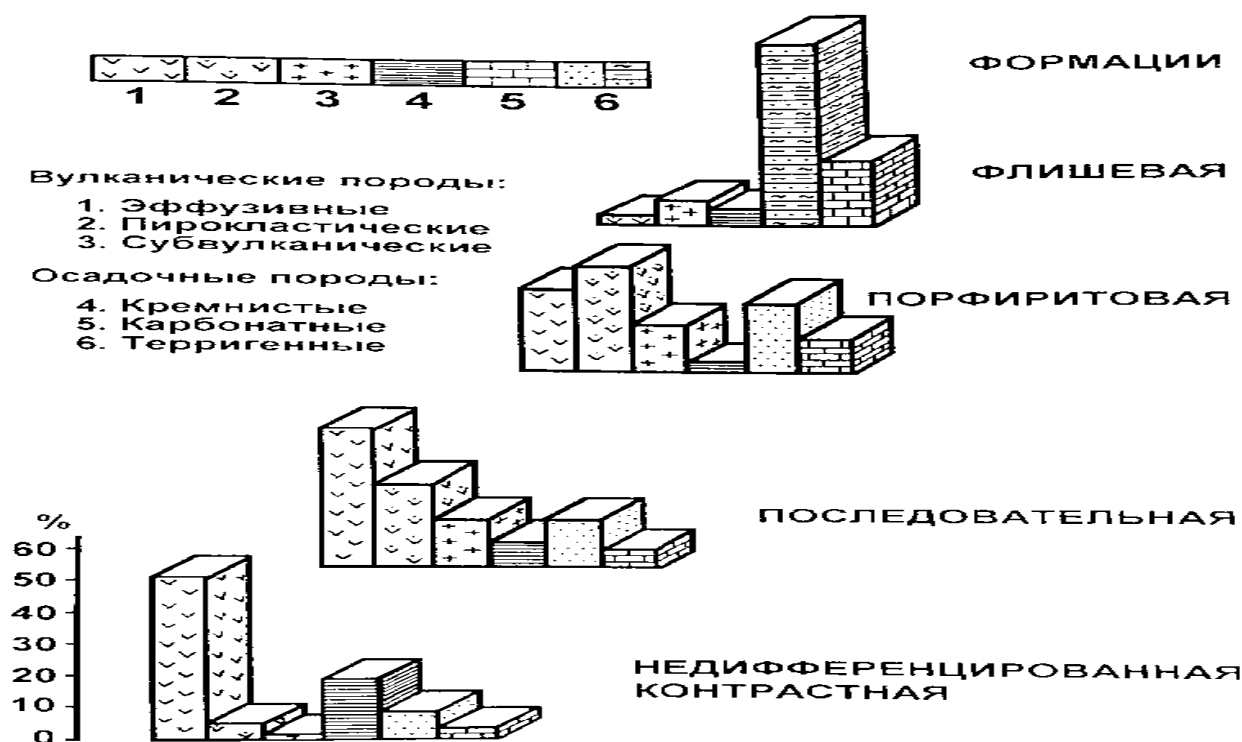 1 2 3 4 5 6
Вулканические породы:
1. Эффузивные
2. Пирокластические
3. Субвулканические
Осадочные породы:
4. Кремнистые
5. Карбонатные
6. Терригенные
ФОРМАЦИИ
ФЛИШЕВАЯ
ПОРФИРИТОВАЯ
ПОСЛЕДОВАТЕЛЬНАЯ
НЕДИФФЕРЕНЦИРОВАННАЯ
КОНТРАСТНАЯ
%
60
50
40
30
20
10
0